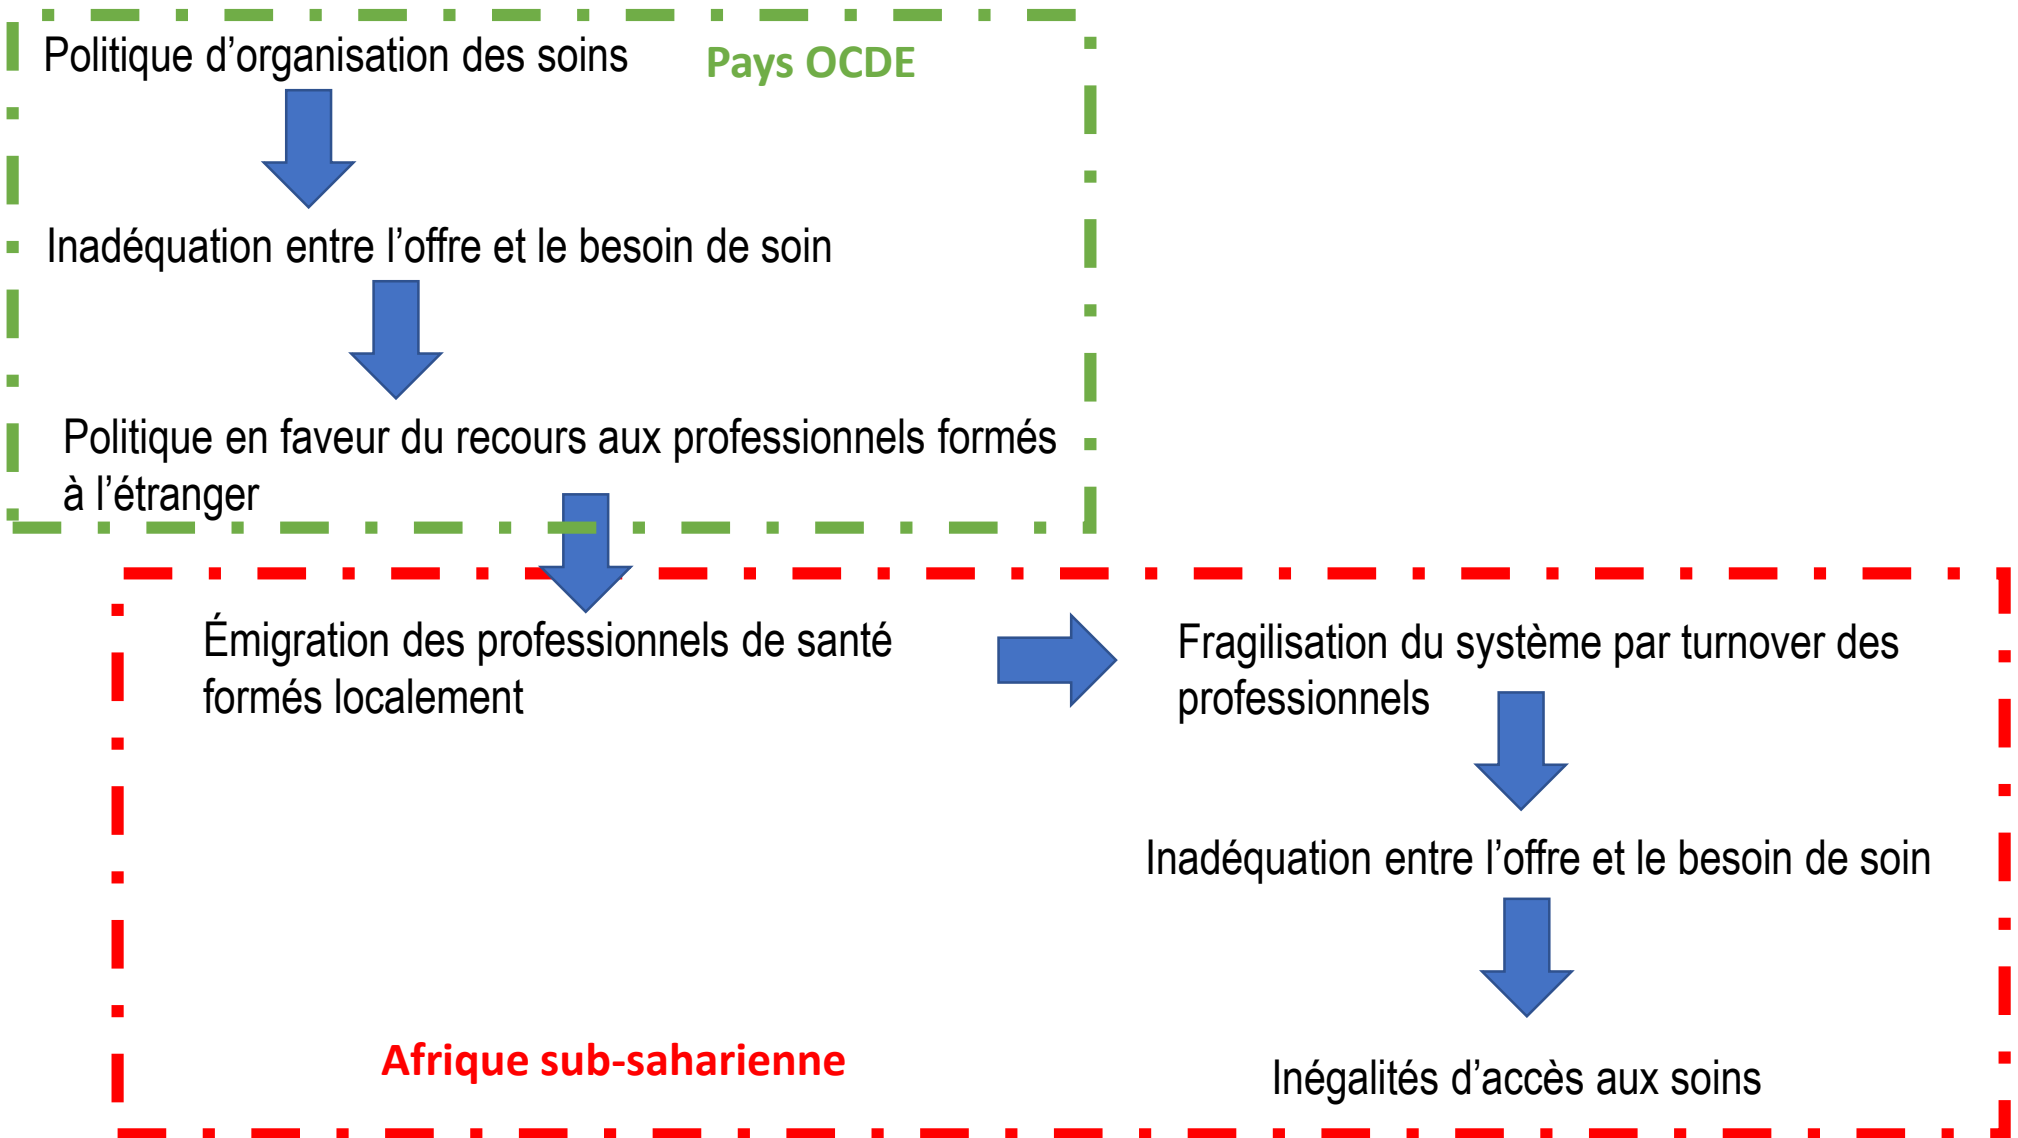 Politique d’organisation des soins
Pays OCDE
Inadéquation entre l’offre et le besoin de soin
Politique en faveur du recours aux professionnels formés
à l’étranger
Émigration des professionnels de santé
formés localement
Fragilisation du système par turnover des
professionnels
Inadéquation entre l’offre et le besoin de soin
Afrique sub-saharienne
Inégalités d’accès aux soins